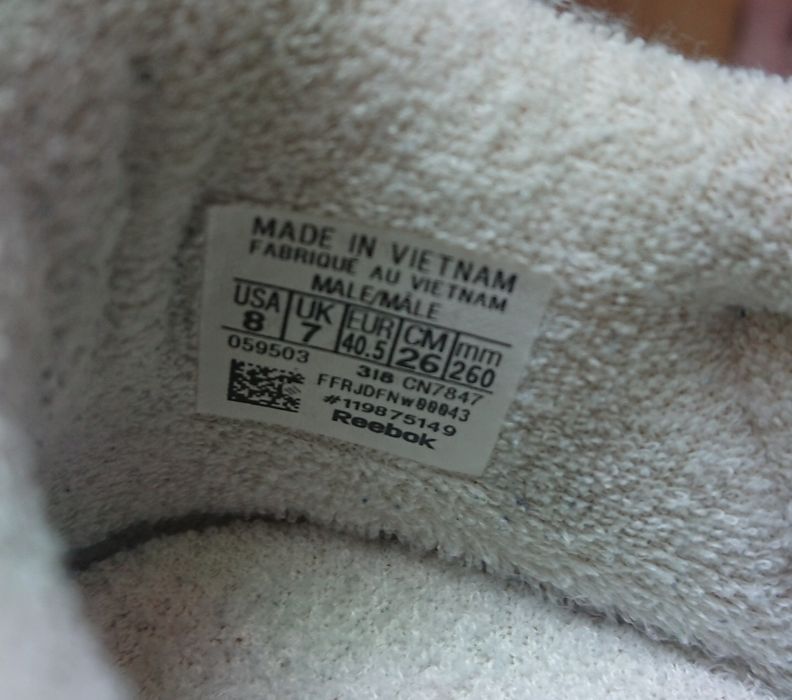 MADE IN VIETNAM
FABRIQUE AU VIETNAM
MALE/MÂLE
USA UK EUR CM mm
8 7 40.5 26 260
059503 318 CN7847
FFRJDFNw00043
#119875149
Reebok